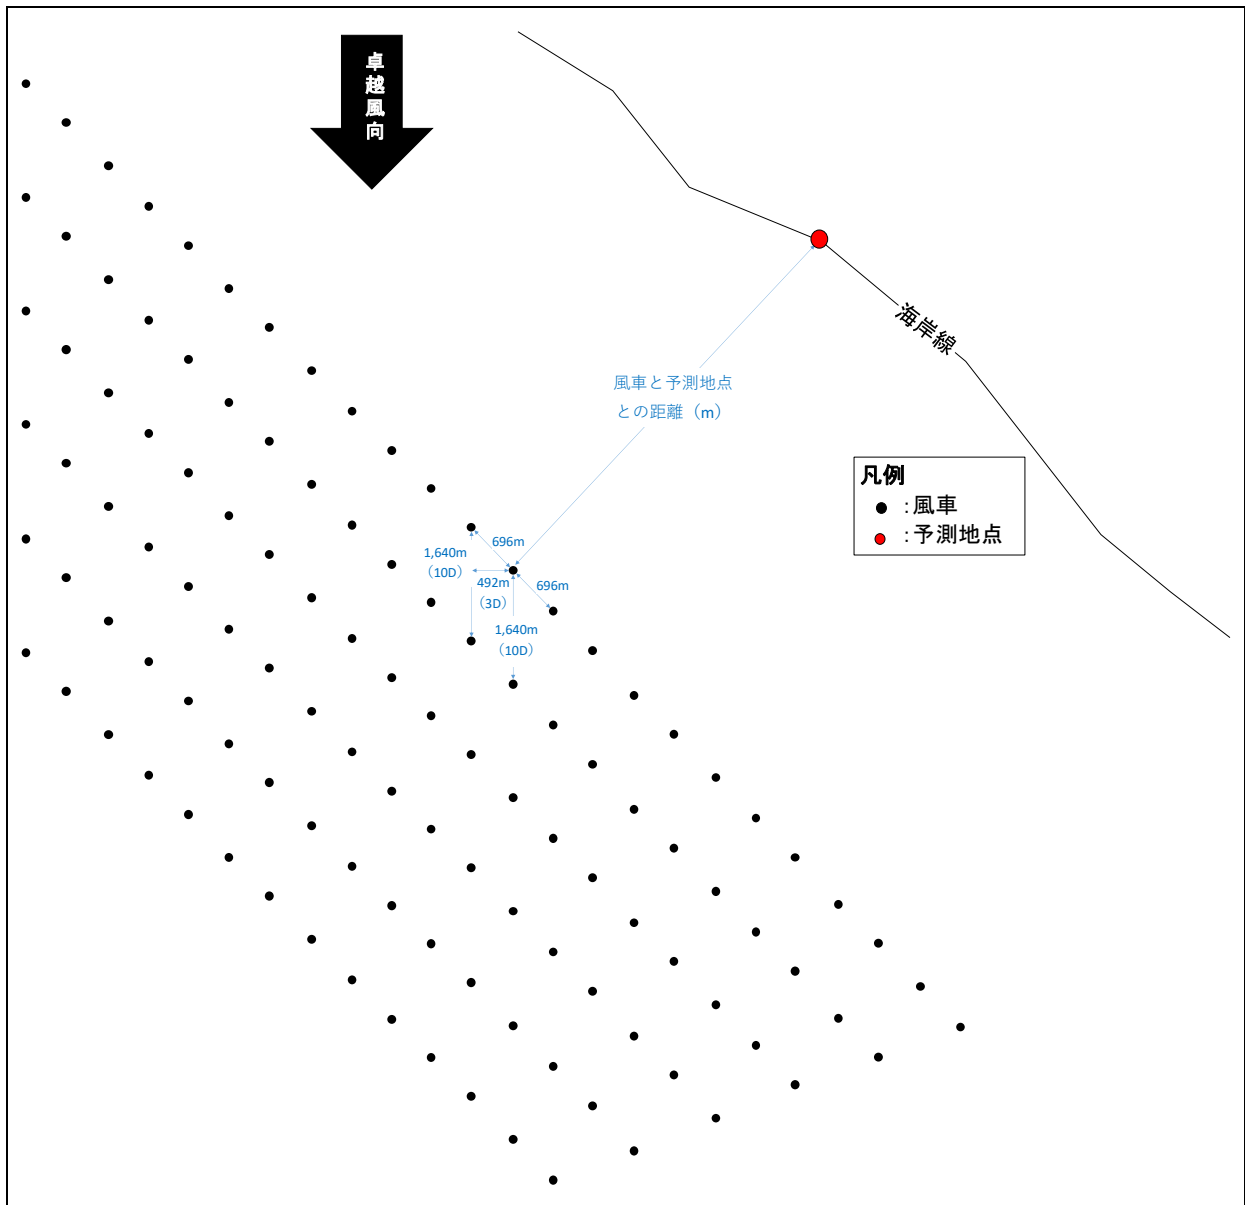 卓越風向
海岸線
風車と予測地点
との距離（m）
凡例
：風車
：予測地点
696m
1,640m
（10D）
492m
（3D）
696m
1,640m
（10D）